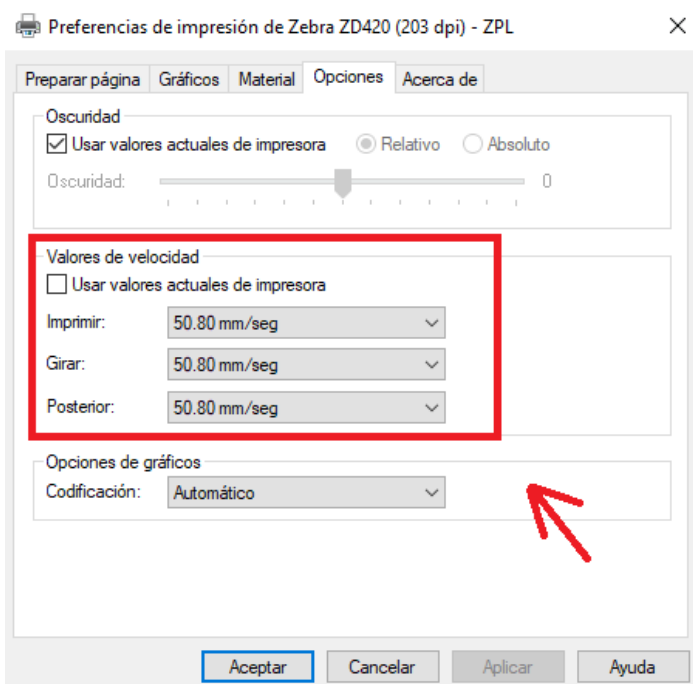 Preferencias de impresión de Zebra ZD420 (203 dpi) - ZPL
Preparar página Gráficos Material Opciones Acerca de
Oscuridad
Usar valores actuales de impresora Relativo Absoluto
Oscuridad: 0
Valores de velocidad
Usar valores actuales de impresora
Imprimir: 50.80 mm/seg
Girar: 50.80 mm/seg
Posterior: 50.80 mm/seg
Opciones de gráficos
Codificación: Automático
Aceptar Cancelar Aplicar Ayuda